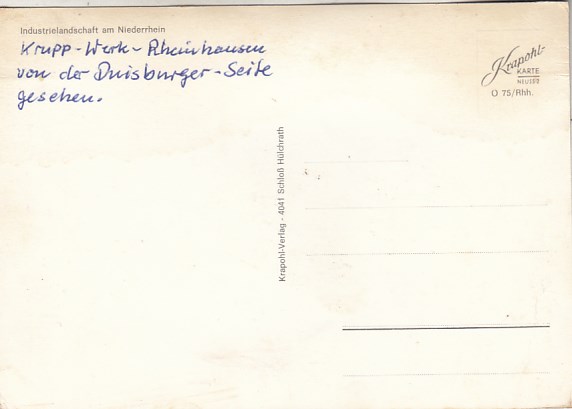 Industrielandschaft am Niederrhein
Krupp-Werk-Rheinhausen
von der Duisburger-Seite
gesehen.
Krapohl-
KARTE
NEUSS
O 75/Rhh.
Krapohl-Verlag - 4041 Schloß Hülchrath